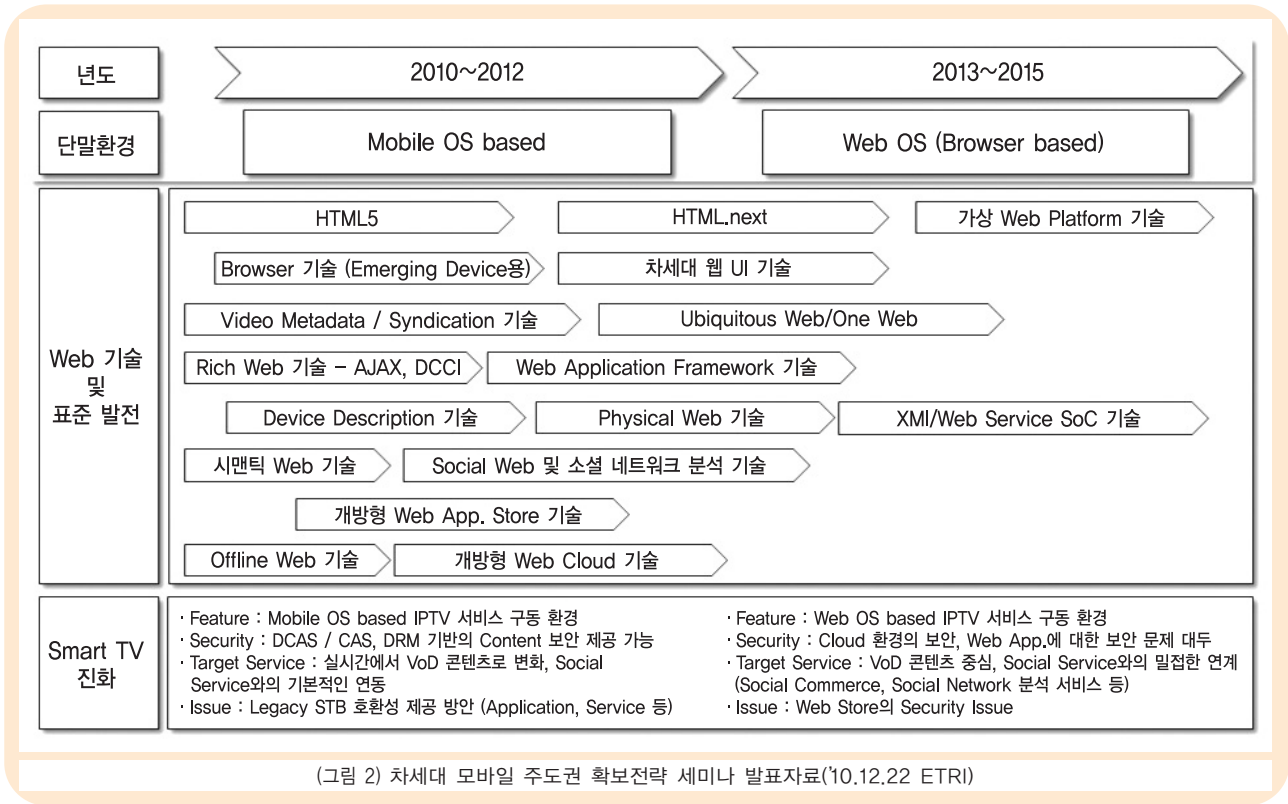 년도
2010~2012
2013~2015
단말환경
Mobile OS based
Web OS (Browser based)
Web 기술
및
표준 발전
HTML5
HTML.next
가상 Web Platform 기술
Browser 기술 (Emerging Device용)
차세대 웹 UI 기술
Video Metadata / Syndication 기술
Ubiquitous Web/One Web
Rich Web 기술 - AJAX, DCCI
Web Application Framework 기술
Device Description 기술
Physical Web 기술
XMI/Web Service SoC 기술
시맨틱 Web 기술
Social Web 및 소셜 네트워크 분석 기술
개방형 Web App. Store 기술
Offline Web 기술
개방형 Web Cloud 기술
Smart TV
진화
· Feature : Mobile OS based IPTV 서비스 구동 환경
· Security : DCAS / CAS, DRM 기반의 Content 보안 제공 가능
· Target Service : 실시간에서 VoD 콘텐츠로 변화, Social
Service와의 기본적인 연동
· Issue : Legacy STB 호환성 제공 방안 (Application, Service 등)
· Feature : Web OS based IPTV 서비스 구동 환경
· Security : Cloud 환경의 보안, Web App.에 대한 보안 문제 대두
· Target Service : VoD 콘텐츠 중심, Social Service와의 밀접한 연계
(Social Commerce, Social Network 분석 서비스 등)
· Issue : Web Store의 Security Issue
(그림 2) 차세대 모바일 주도권 확보전략 세미나 발표자료('10.12.22 ETRI)